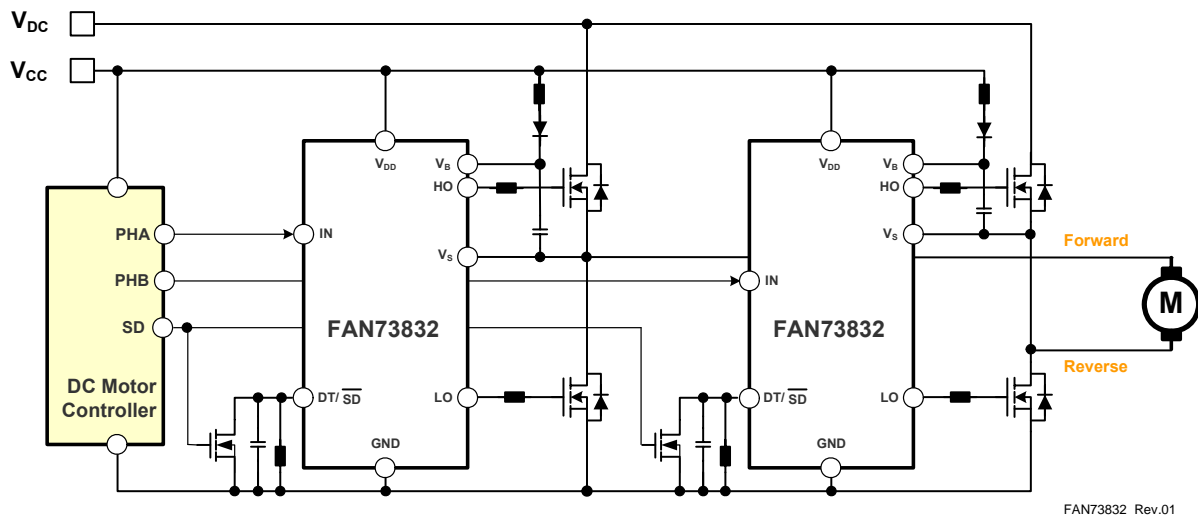 VDC
VCC
VDD
VB
HO
VDD
VB
HO
PHA
IN
VS
VS
Forward
PHB
IN
M
SD
FAN73832
FAN73832
Reverse
DC Motor
Controller
DT/ SD
LO
DT/ SD
LO
GND
GND
FAN73832 Rev.01